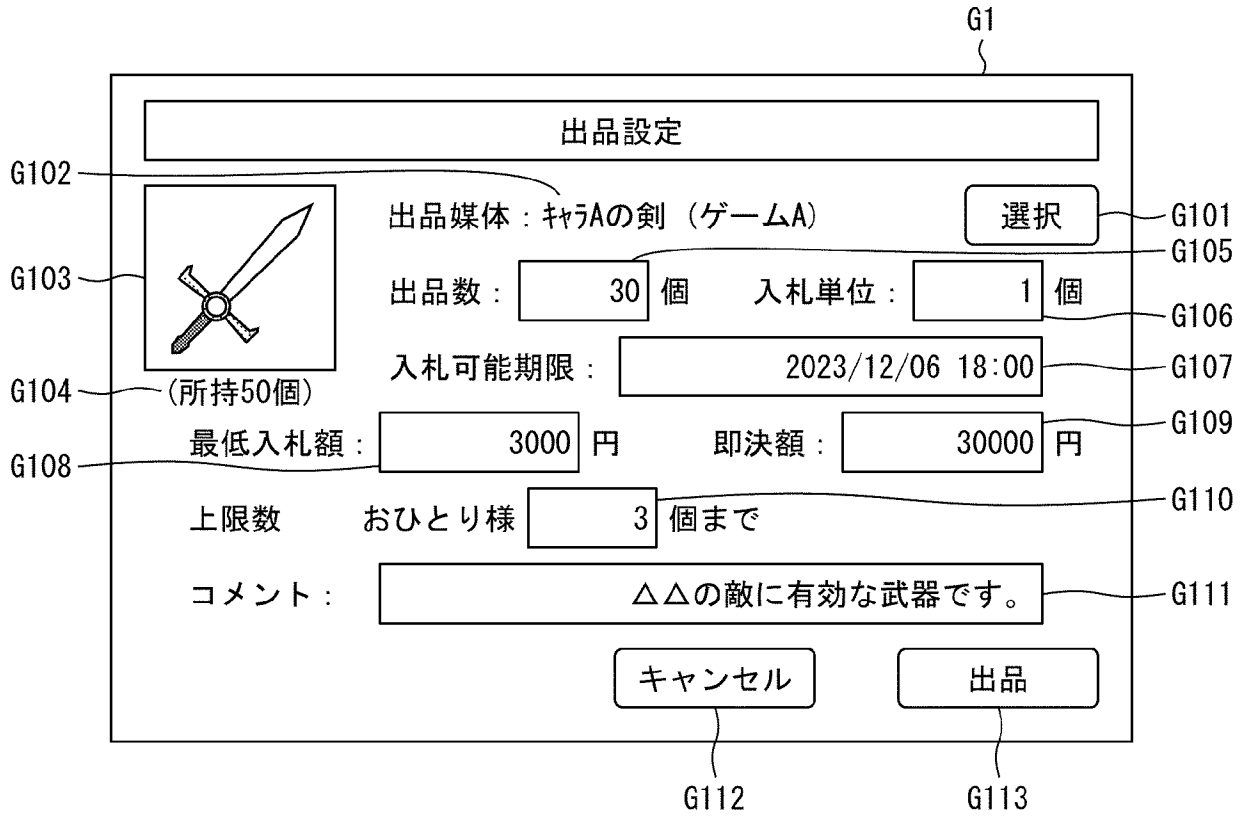 G1
出品設定
G102
出品媒体：ｷｬﾗAの剣（ゲームA）
選択
G101
G103
G105
出品数： 30 個 入札単位： 1 個
G106
入札可能期限： 2023/12/06 18:00
G107
G104
(所持50個)
G109
最低入札額： 3000 円 即決額： 30000 円
G108
G110
上限数 おひとり様 3 個まで
コメント： △△の敵に有効な武器です。
G111
キャンセル 出品
G112 G113